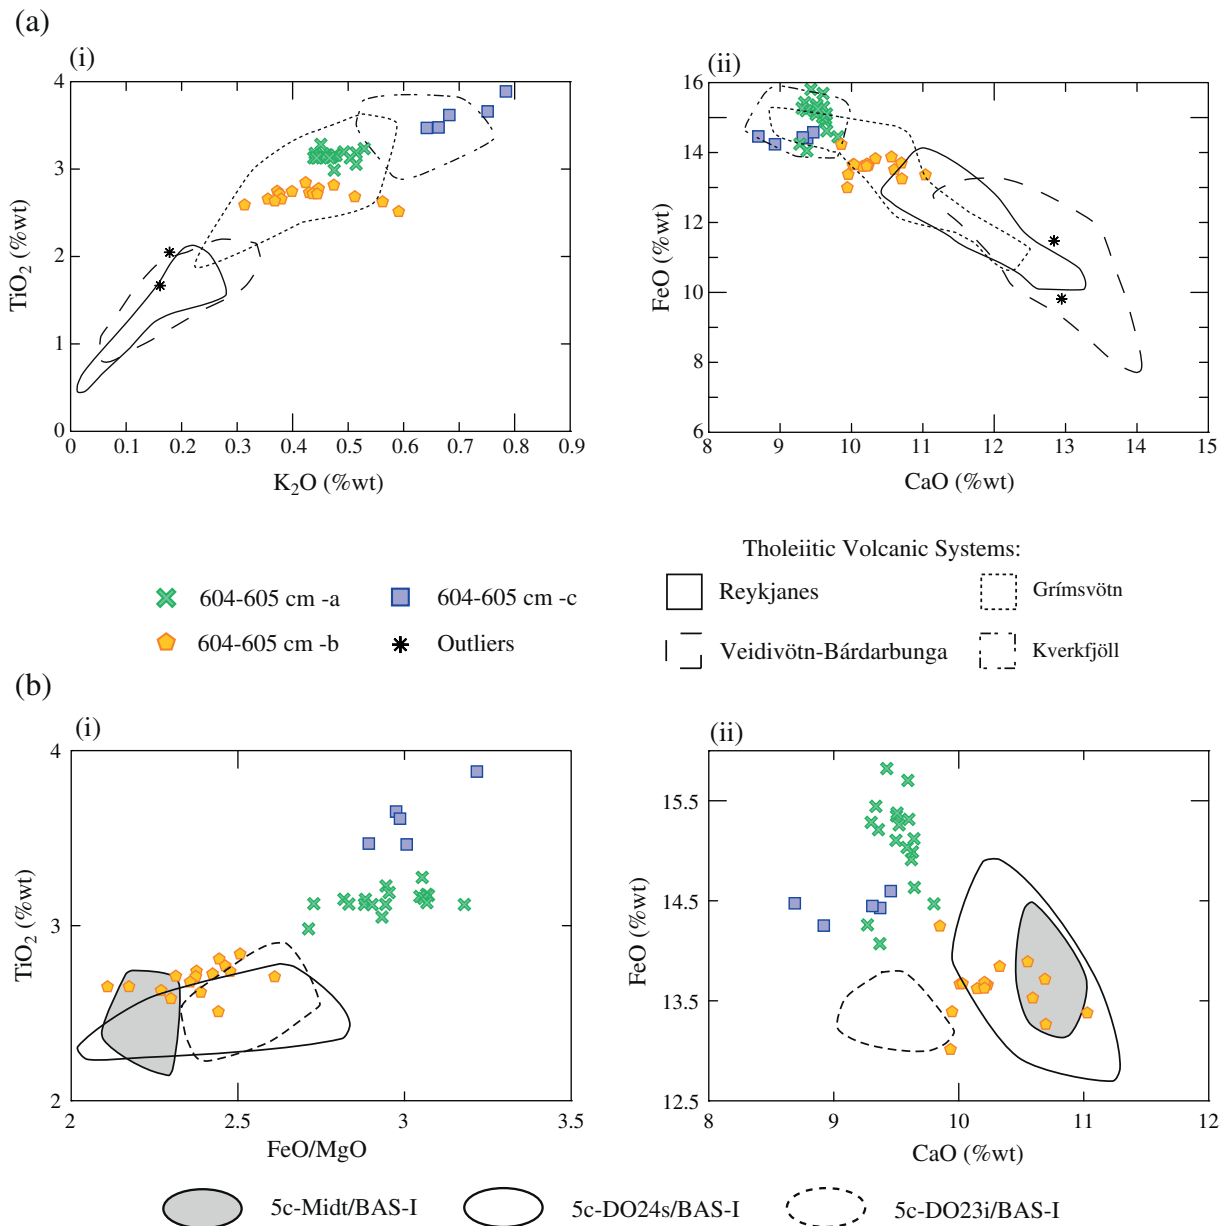 (a)
(i)
(ii)
4
3
2
1
0
TiO2 (%wt)
0 0.1 0.2 0.3 0.4 0.5 0.6 0.7 0.8 0.9
K2O (%wt)
16
14
12
10
8
6
FeO (%wt)
8 9 10 11 12 13 14 15
CaO (%wt)
604-605 cm -a
604-605 cm -c
604-605 cm -b
Outliers
Tholeiitic Volcanic Systems:
Reykjanes
Grímsvötn
Veidivötn-Bárdarbunga
Kverkfjöll
(b)
(i)
(ii)
4
3
2
TiO2 (%wt)
2 2.5 3 3.5
FeO/MgO
15.5
14.5
13.5
12.5
FeO (%wt)
8 9 10 11 12
CaO (%wt)
5c-Midt/BAS-I
5c-DO24s/BAS-I
5c-DO23i/BAS-I